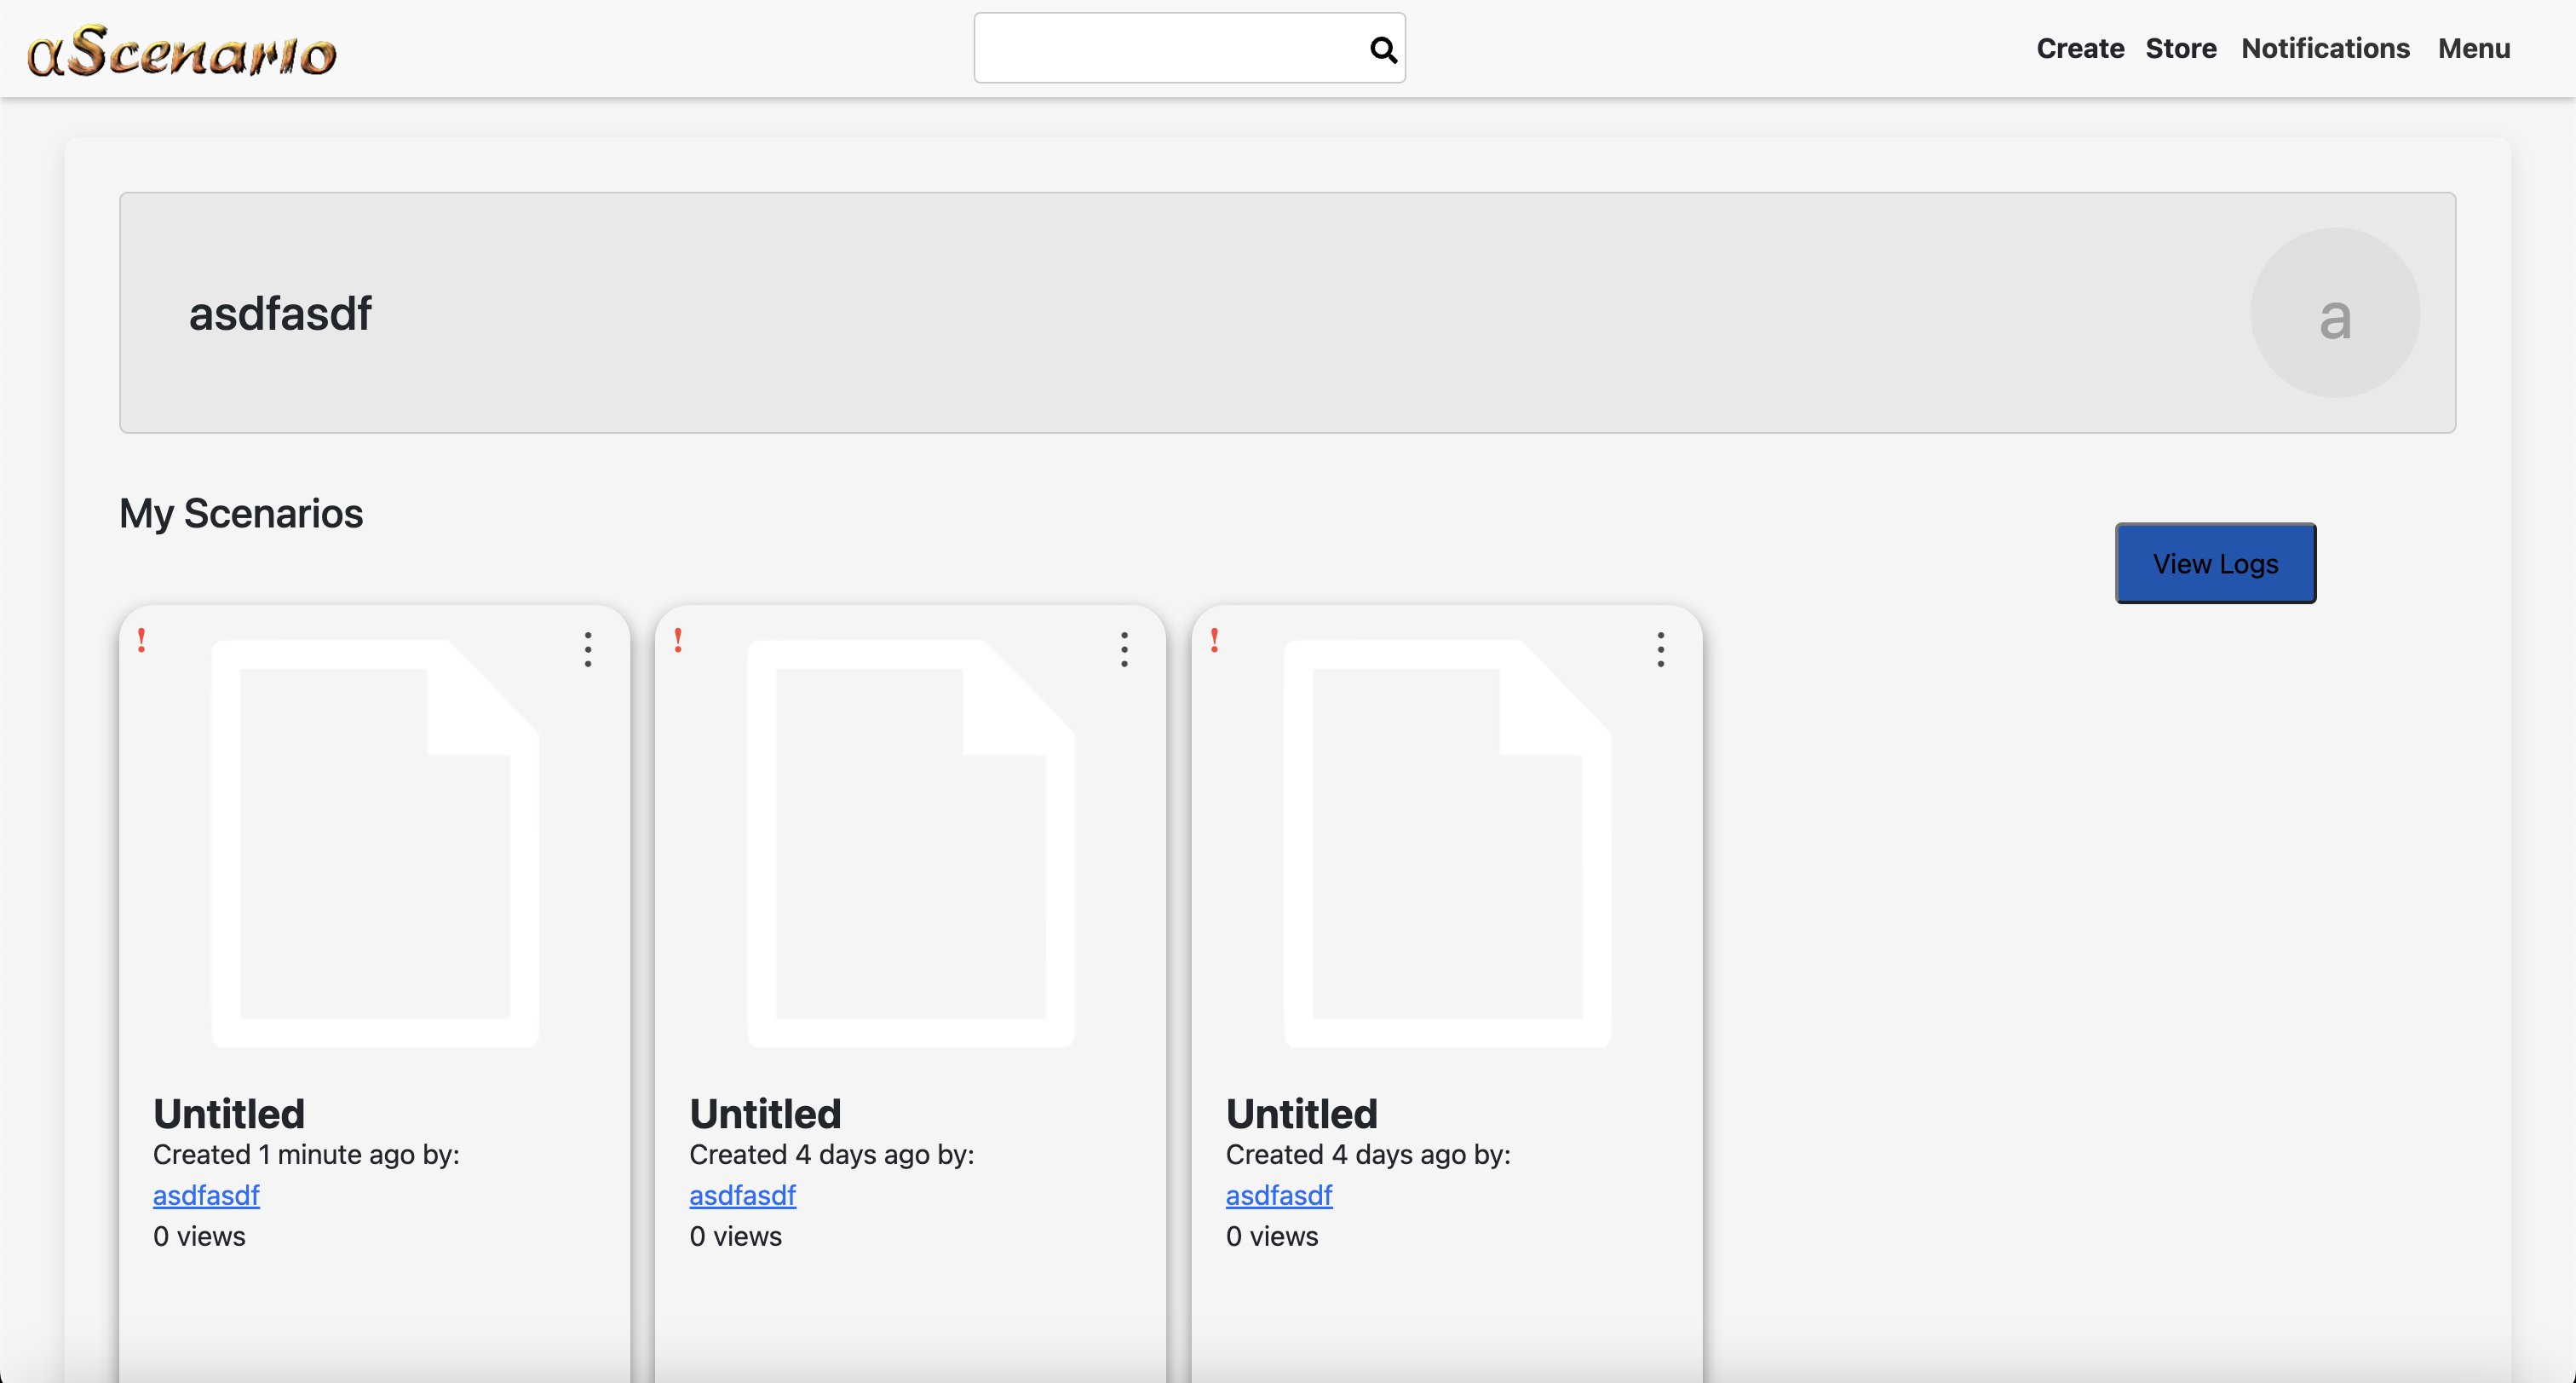 αScenario
Create Store Notifications Menu
asdfasdf
a
My Scenarios
View Logs
!
!
!
Untitled
Created 1 minute ago by:
asdfasdf
0 views
Untitled
Created 4 days ago by:
asdfasdf
0 views
Untitled
Created 4 days ago by:
asdfasdf
0 views